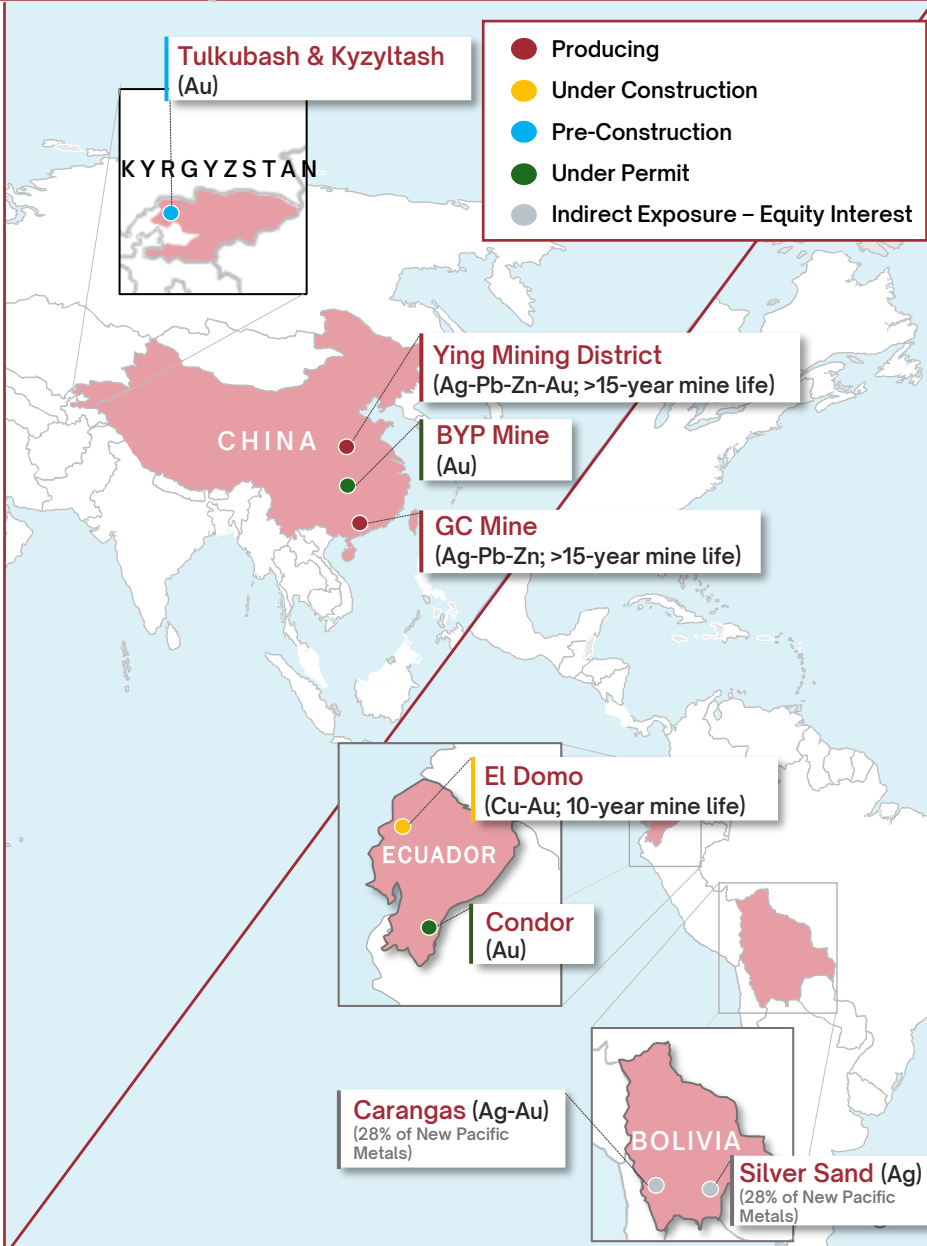 Tulkubash & Kyzyltash
(Au)
Producing
Under Construction
Pre-Construction
Under Permit
Indirect Exposure – Equity Interest
KYRGYZSTAN
Ying Mining District
(Ag-Pb-Zn-Au; >15-year mine life)
CHINA
BYP Mine
(Au)
GC Mine
(Ag-Pb-Zn; >15-year mine life)
El Domo
(Cu-Au; 10-year mine life)
ECUADOR
Condor
(Au)
Carangas (Ag-Au)
(28% of New Pacific
Metals)
BOLIVIA
Silver Sand (Ag)
(28% of New Pacific
Metals)